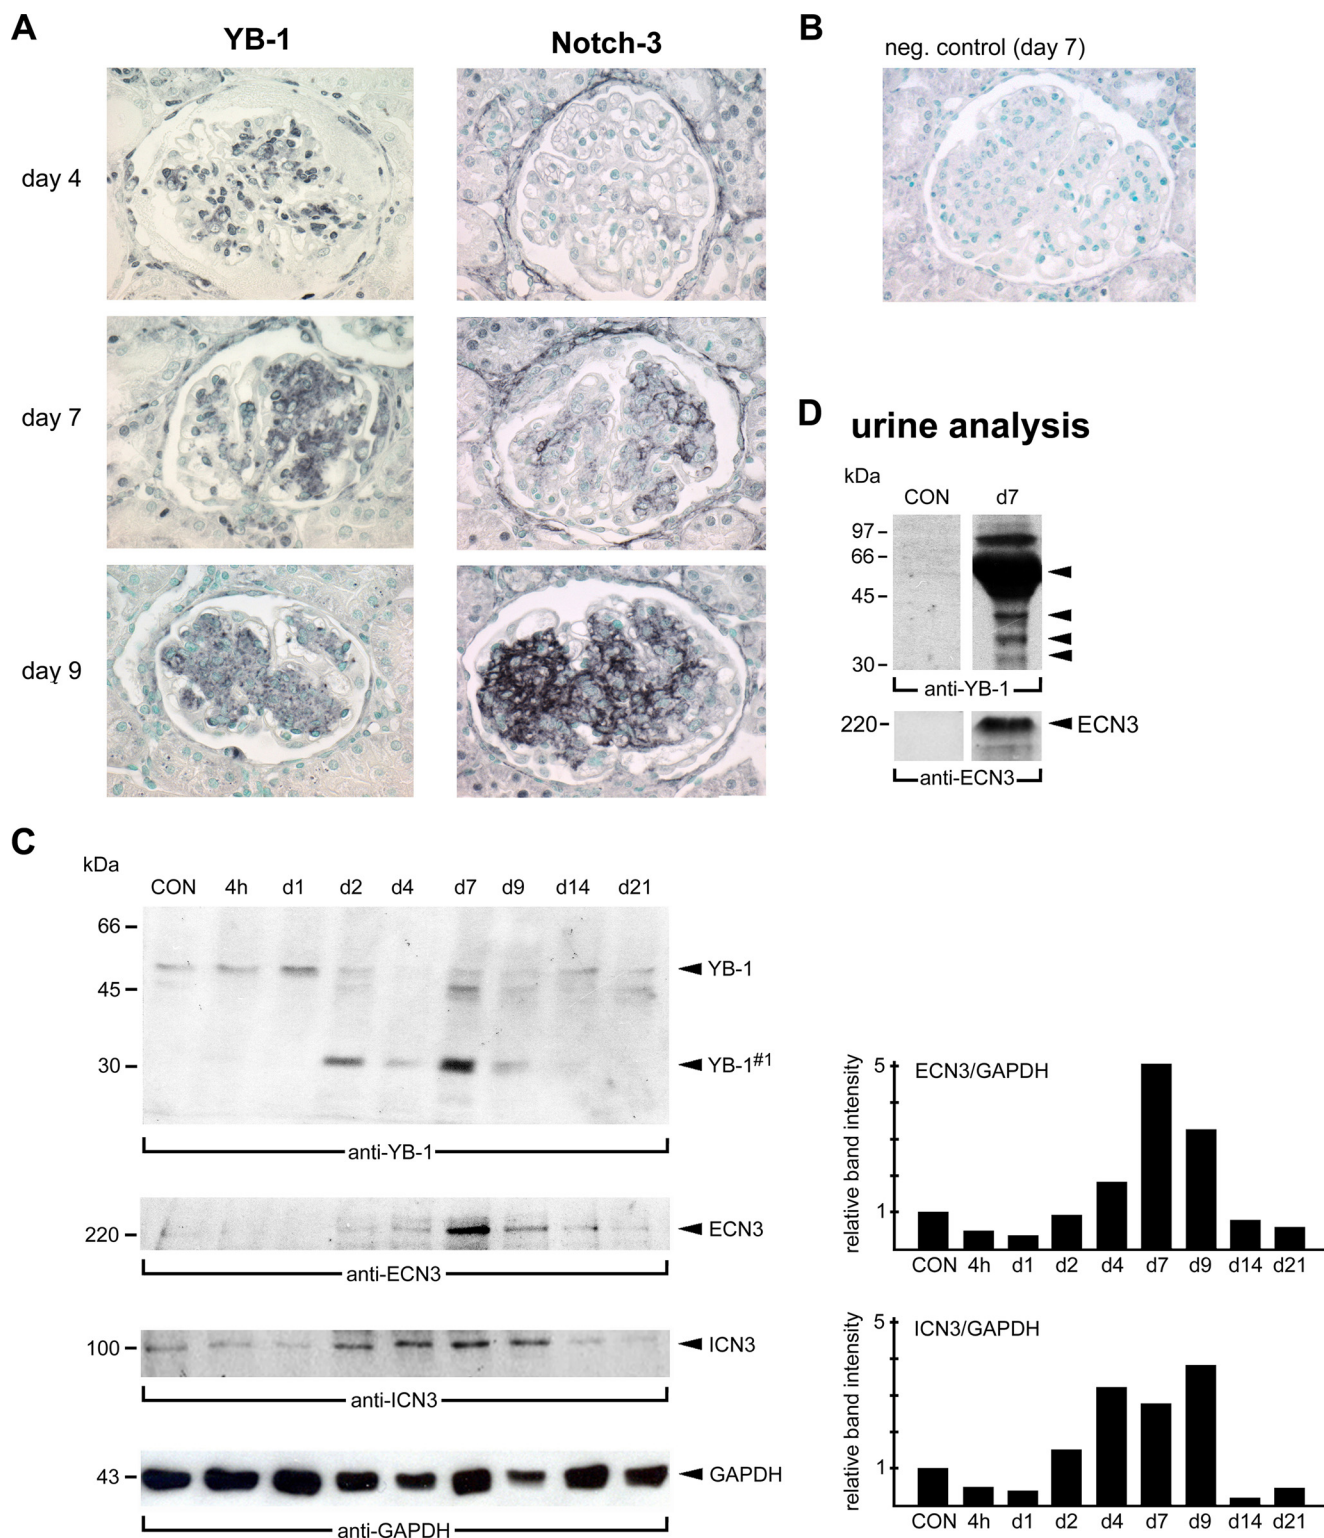 A
YB-1
Notch-3
day 4
day 7
day 9
B
neg. control (day 7)
D
urine analysis
kDa
CON d7
97
66
45
30
anti-YB-1
220
ECN3
anti-ECN3
C
kDa
CON 4h d1 d2 d4 d7 d9 d14 d21
66
YB-1
45
30
YB-1#1
anti-YB-1
220
ECN3
anti-ECN3
100
ICN3
anti-ICN3
43
GAPDH
anti-GAPDH
relative band intensity
5
ECN3/GAPDH
1
CON 4h d1 d2 d4 d7 d9 d14 d21
relative band intensity
5
ICN3/GAPDH
1
CON 4h d1 d2 d4 d7 d9 d14 d21